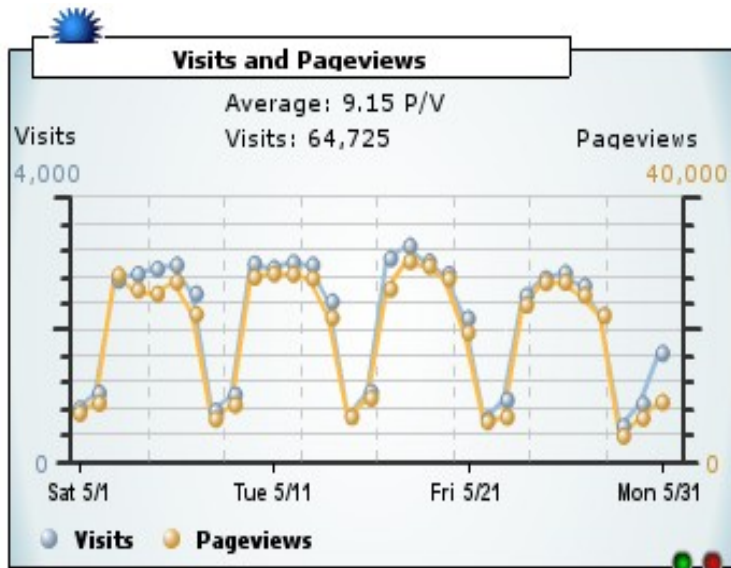 Visits and Pageviews
Average: 9.15 P/V
Visits Visits: 64,725 Pageviews
4,000 40,000
0 0
Sat 5/1 Tue 5/11 Fri 5/21 Mon 5/31
Visits Pageviews